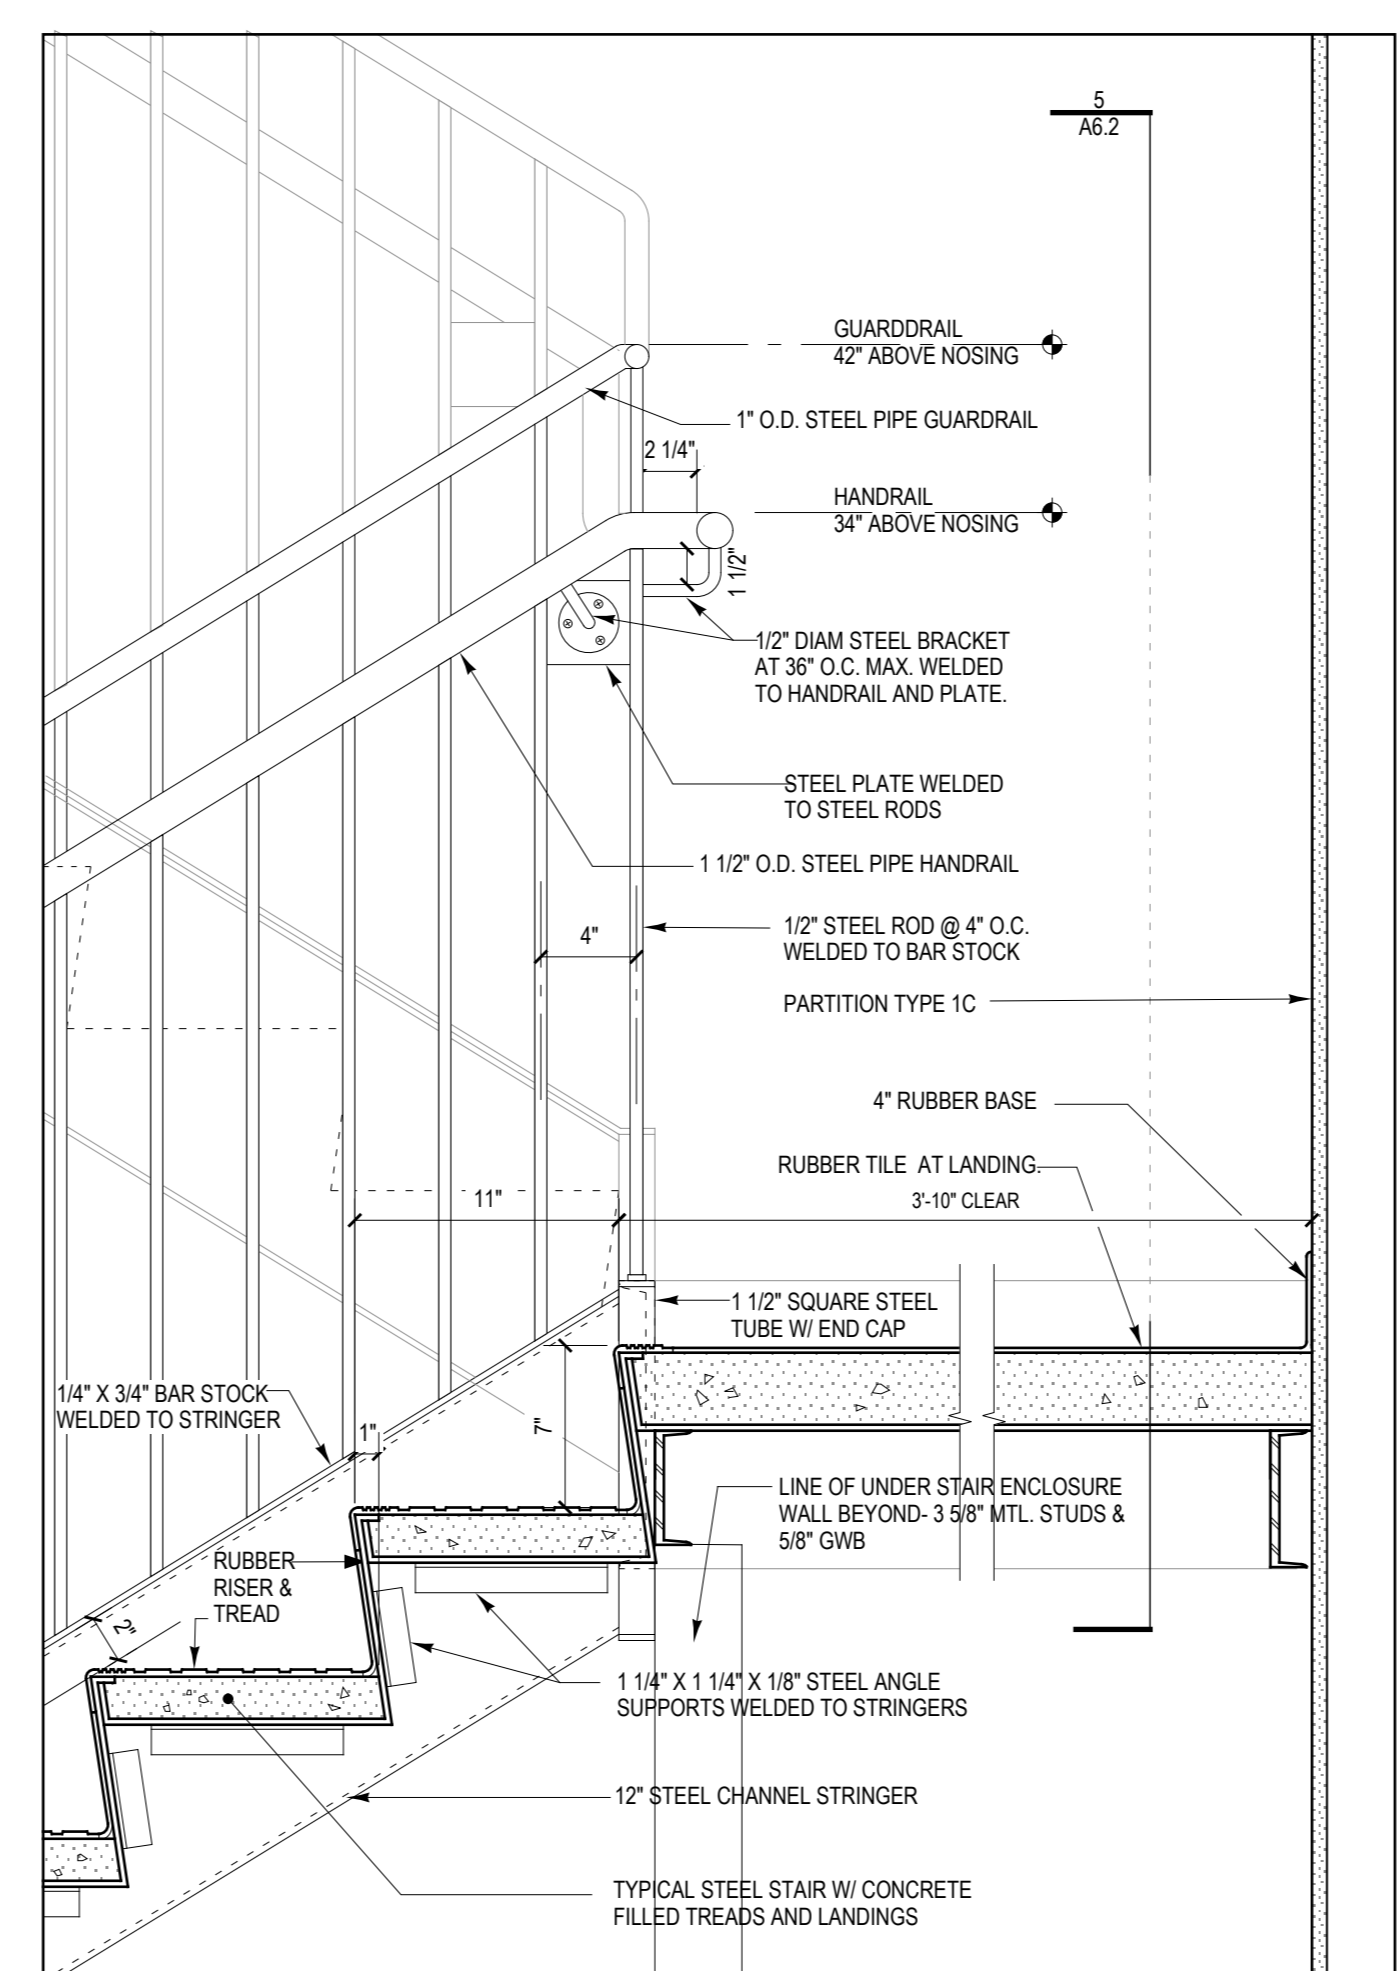 5
A6.2
GUARDDRAIL
42" ABOVE NOSING
1" O.D. STEEL PIPE GUARDRAIL
2 1/4"
HANDRAIL
34" ABOVE NOSING
1 1/2"
1/2" DIAM STEEL BRACKET
AT 36" O.C. MAX. WELDED
TO HANDRAIL AND PLATE.
STEEL PLATE WELDED
TO STEEL RODS
1 1/2" O.D. STEEL PIPE HANDRAIL
4"
1/2" STEEL ROD @ 4" O.C.
WELDED TO BAR STOCK
PARTITION TYPE 1C
4" RUBBER BASE
RUBBER TILE AT LANDING.
11"
3'-10" CLEAR
1 1/2" SQUARE STEEL
TUBE W/ END CAP
1/4" X 3/4" BAR STOCK
WELDED TO STRINGER
1"
7"
LINE OF UNDER STAIR ENCLOSURE
WALL BEYOND- 3 5/8" MTL. STUDS &
5/8" GWB
RUBBER
RISER &
TREAD
2"
1 1/4" X 1 1/4" X 1/8" STEEL ANGLE
SUPPORTS WELDED TO STRINGERS
12" STEEL CHANNEL STRINGER
TYPICAL STEEL STAIR W/ CONCRETE
FILLED TREADS AND LANDINGS